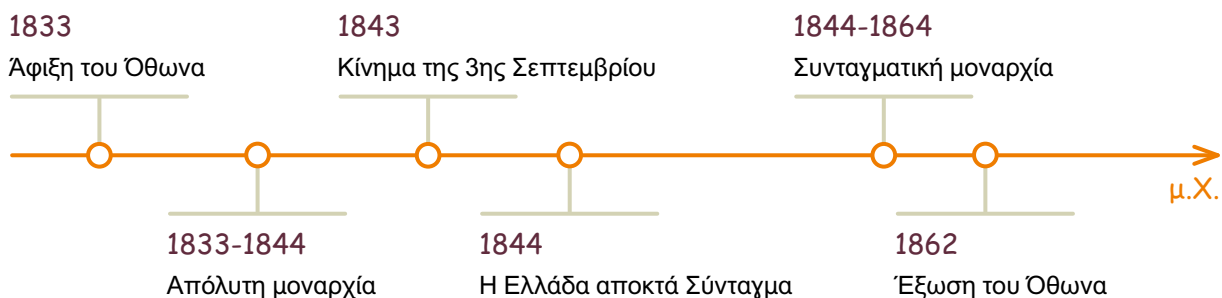 1833
Άφιξη του Όθωνα
1843
Κίνημα της 3ης Σεπτεμβρίου
1844-1864
Συνταγματική μοναρχία
μ.Χ.
1833-1844
Απόλυτη μοναρχία
1844
Η Ελλάδα αποκτά Σύνταγμα
1862
Έξωση του Όθωνα